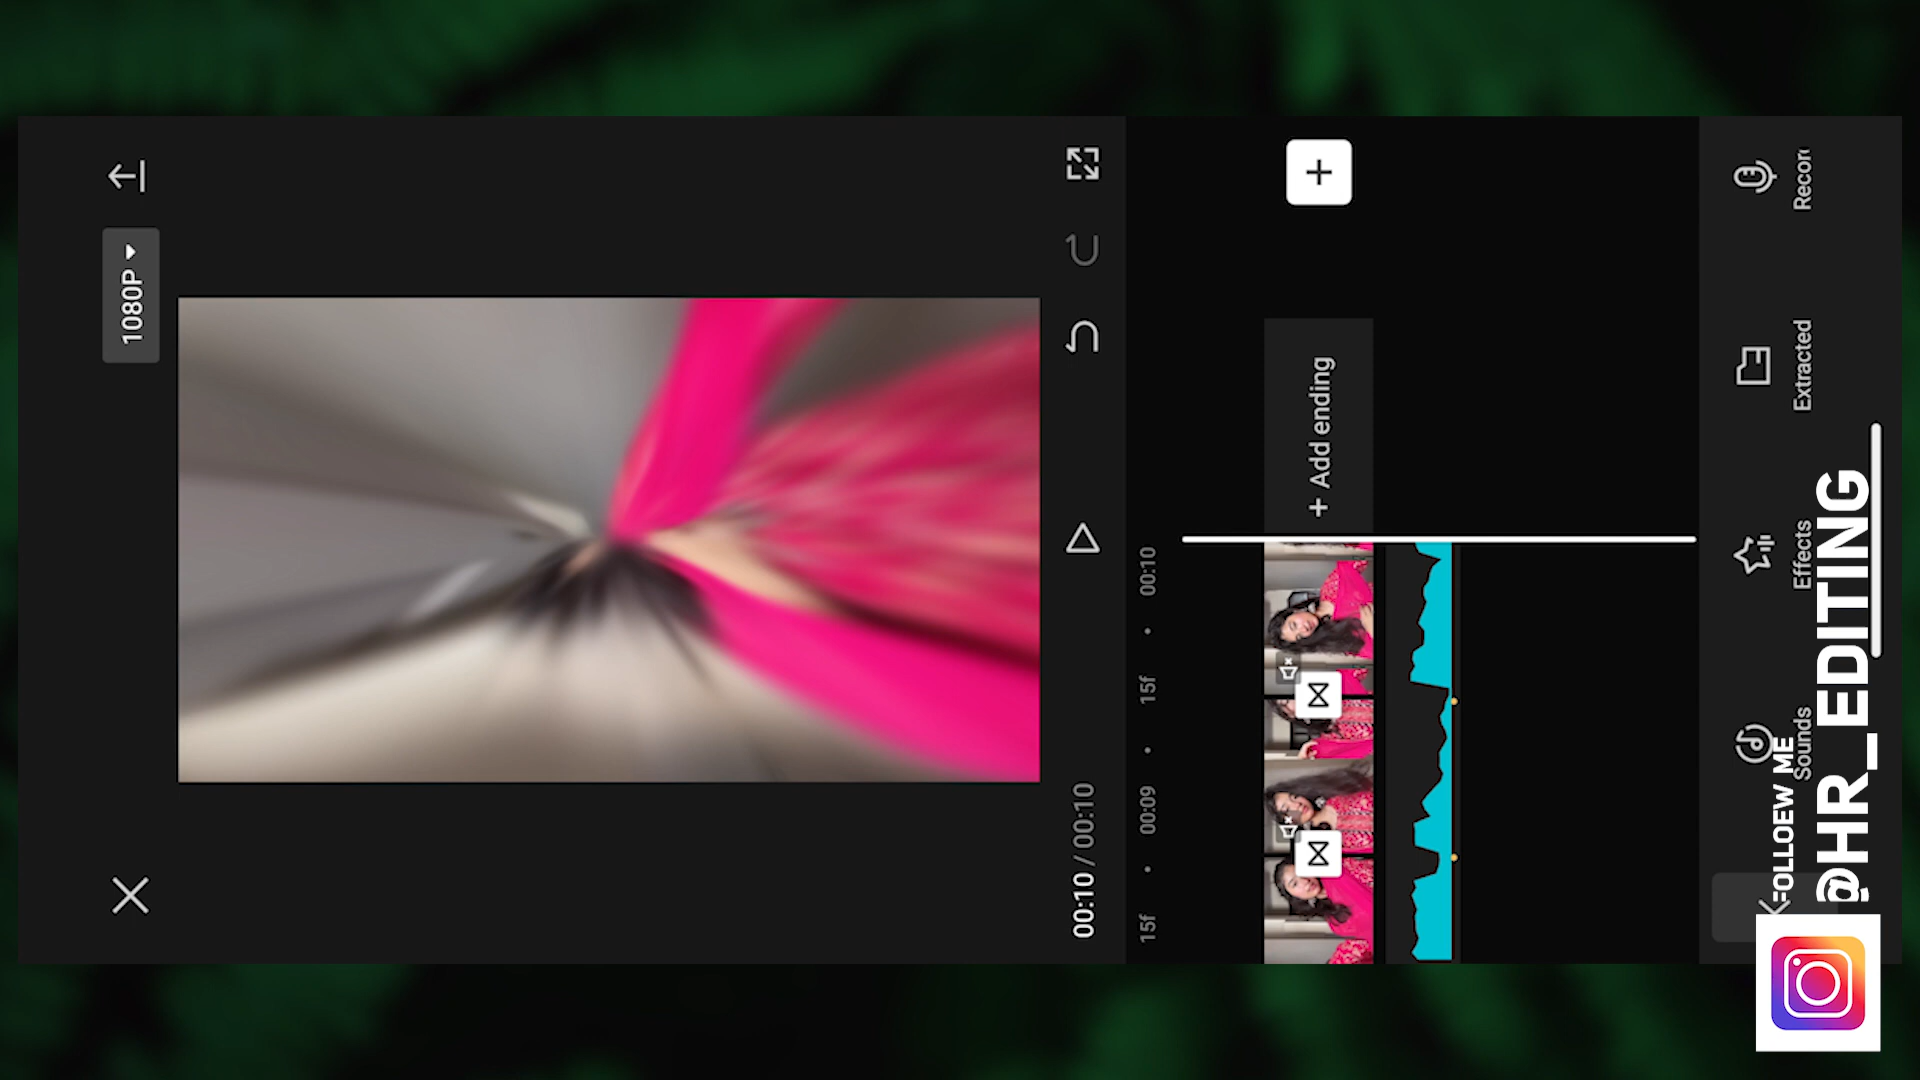 1080P
+ Add ending
00:10 / 00:10
15f
00:09
15f
00:10
Sounds
Effects
Extracted
Recor
FOLLOEW ME
@HR_EDITING